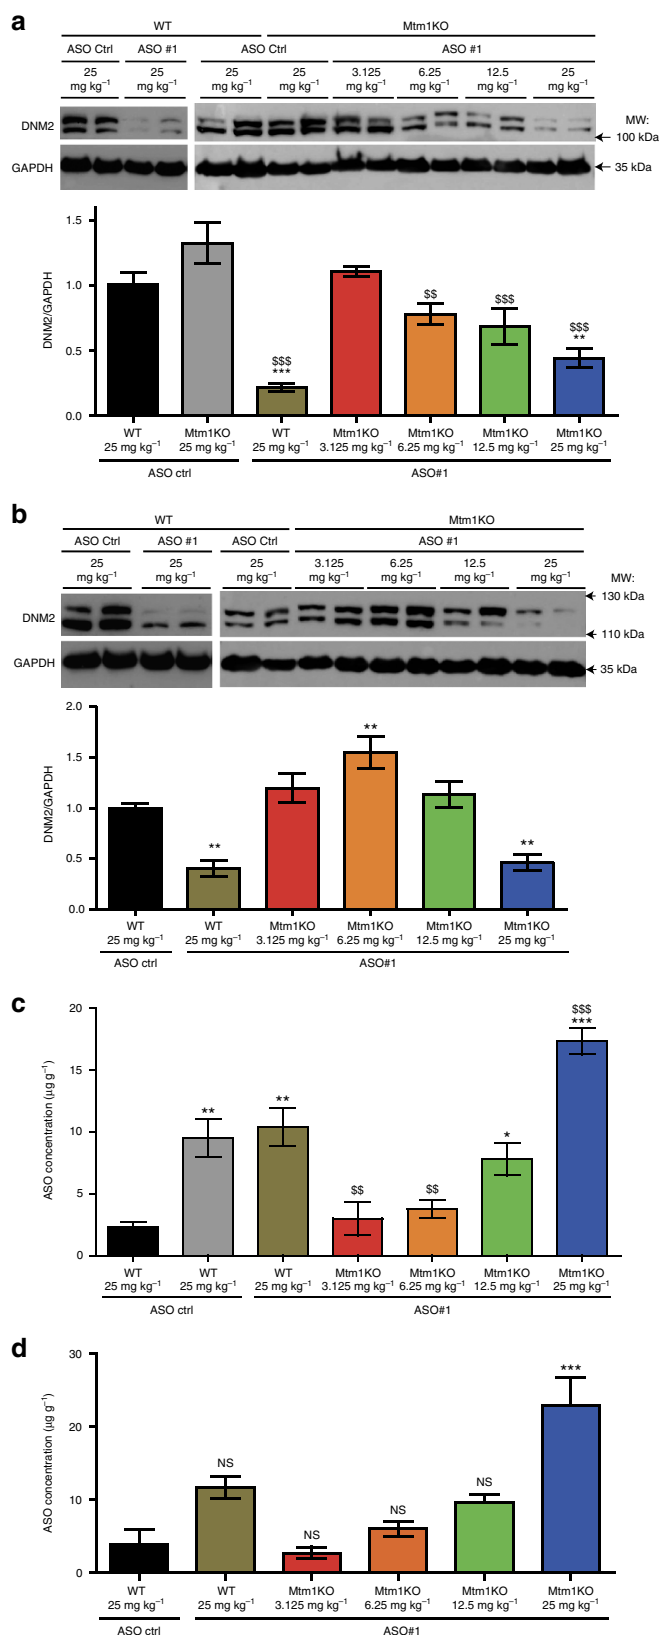 a
WT Mtm1KO
ASO Ctrl ASO #1 ASO Ctrl ASO #1
25 25 25 25 3.125 6.25 12.5 25
mg kg⁻¹ mg kg⁻¹ mg kg⁻¹ mg kg⁻¹ mg kg⁻¹ mg kg⁻¹ mg kg⁻¹ mg kg⁻¹
MW:
DNM2
100 kDa
GAPDH 35 kDa
1.5
1.0
0.5
0.0
DNM2/GAPDH
$$$
***
$$
$$$
$$$
**
WT Mtm1KO WT Mtm1KO Mtm1KO Mtm1KO Mtm1KO
25 mg kg⁻¹ 25 mg kg⁻¹ 25 mg kg⁻¹ 3.125 mg kg⁻¹ 6.25 mg kg⁻¹ 12.5 mg kg⁻¹ 25 mg kg⁻¹
ASO ctrl ASO#1
b
WT Mtm1KO
ASO Ctrl ASO #1 ASO Ctrl ASO #1
25 25 25 3.125 6.25 12.5 25
mg kg⁻¹ mg kg⁻¹ mg kg⁻¹ mg kg⁻¹ mg kg⁻¹ mg kg⁻¹ mg kg⁻¹
MW:
130 kDa
DNM2
110 kDa
GAPDH 35 kDa
2.0
1.5
1.0
0.5
0.0
DNM2/GAPDH
**
**
**
WT WT Mtm1KO Mtm1KO Mtm1KO Mtm1KO
25 mg kg⁻¹ 25 mg kg⁻¹ 3.125 mg kg⁻¹ 6.25 mg kg⁻¹ 12.5 mg kg⁻¹ 25 mg kg⁻¹
ASO ctrl ASO#1
c
20
15
10
5
0
ASO concentration (µg g⁻¹)
**
**
$$
$$
*
$$$
***
WT WT WT Mtm1KO Mtm1KO Mtm1KO Mtm1KO
25 mg kg⁻¹ 25 mg kg⁻¹ 25 mg kg⁻¹ 3.125 mg kg⁻¹ 6.25 mg kg⁻¹ 12.5 mg kg⁻¹ 25 mg kg⁻¹
ASO ctrl ASO#1
d
30
20
10
0
ASO concentration (µg g⁻¹)
NS
NS
NS
NS
***
WT WT Mtm1KO Mtm1KO Mtm1KO Mtm1KO
25 mg kg⁻¹ 25 mg kg⁻¹ 3.125 mg kg⁻¹ 6.25 mg kg⁻¹ 12.5 mg kg⁻¹ 25 mg kg⁻¹
ASO ctrl ASO#1